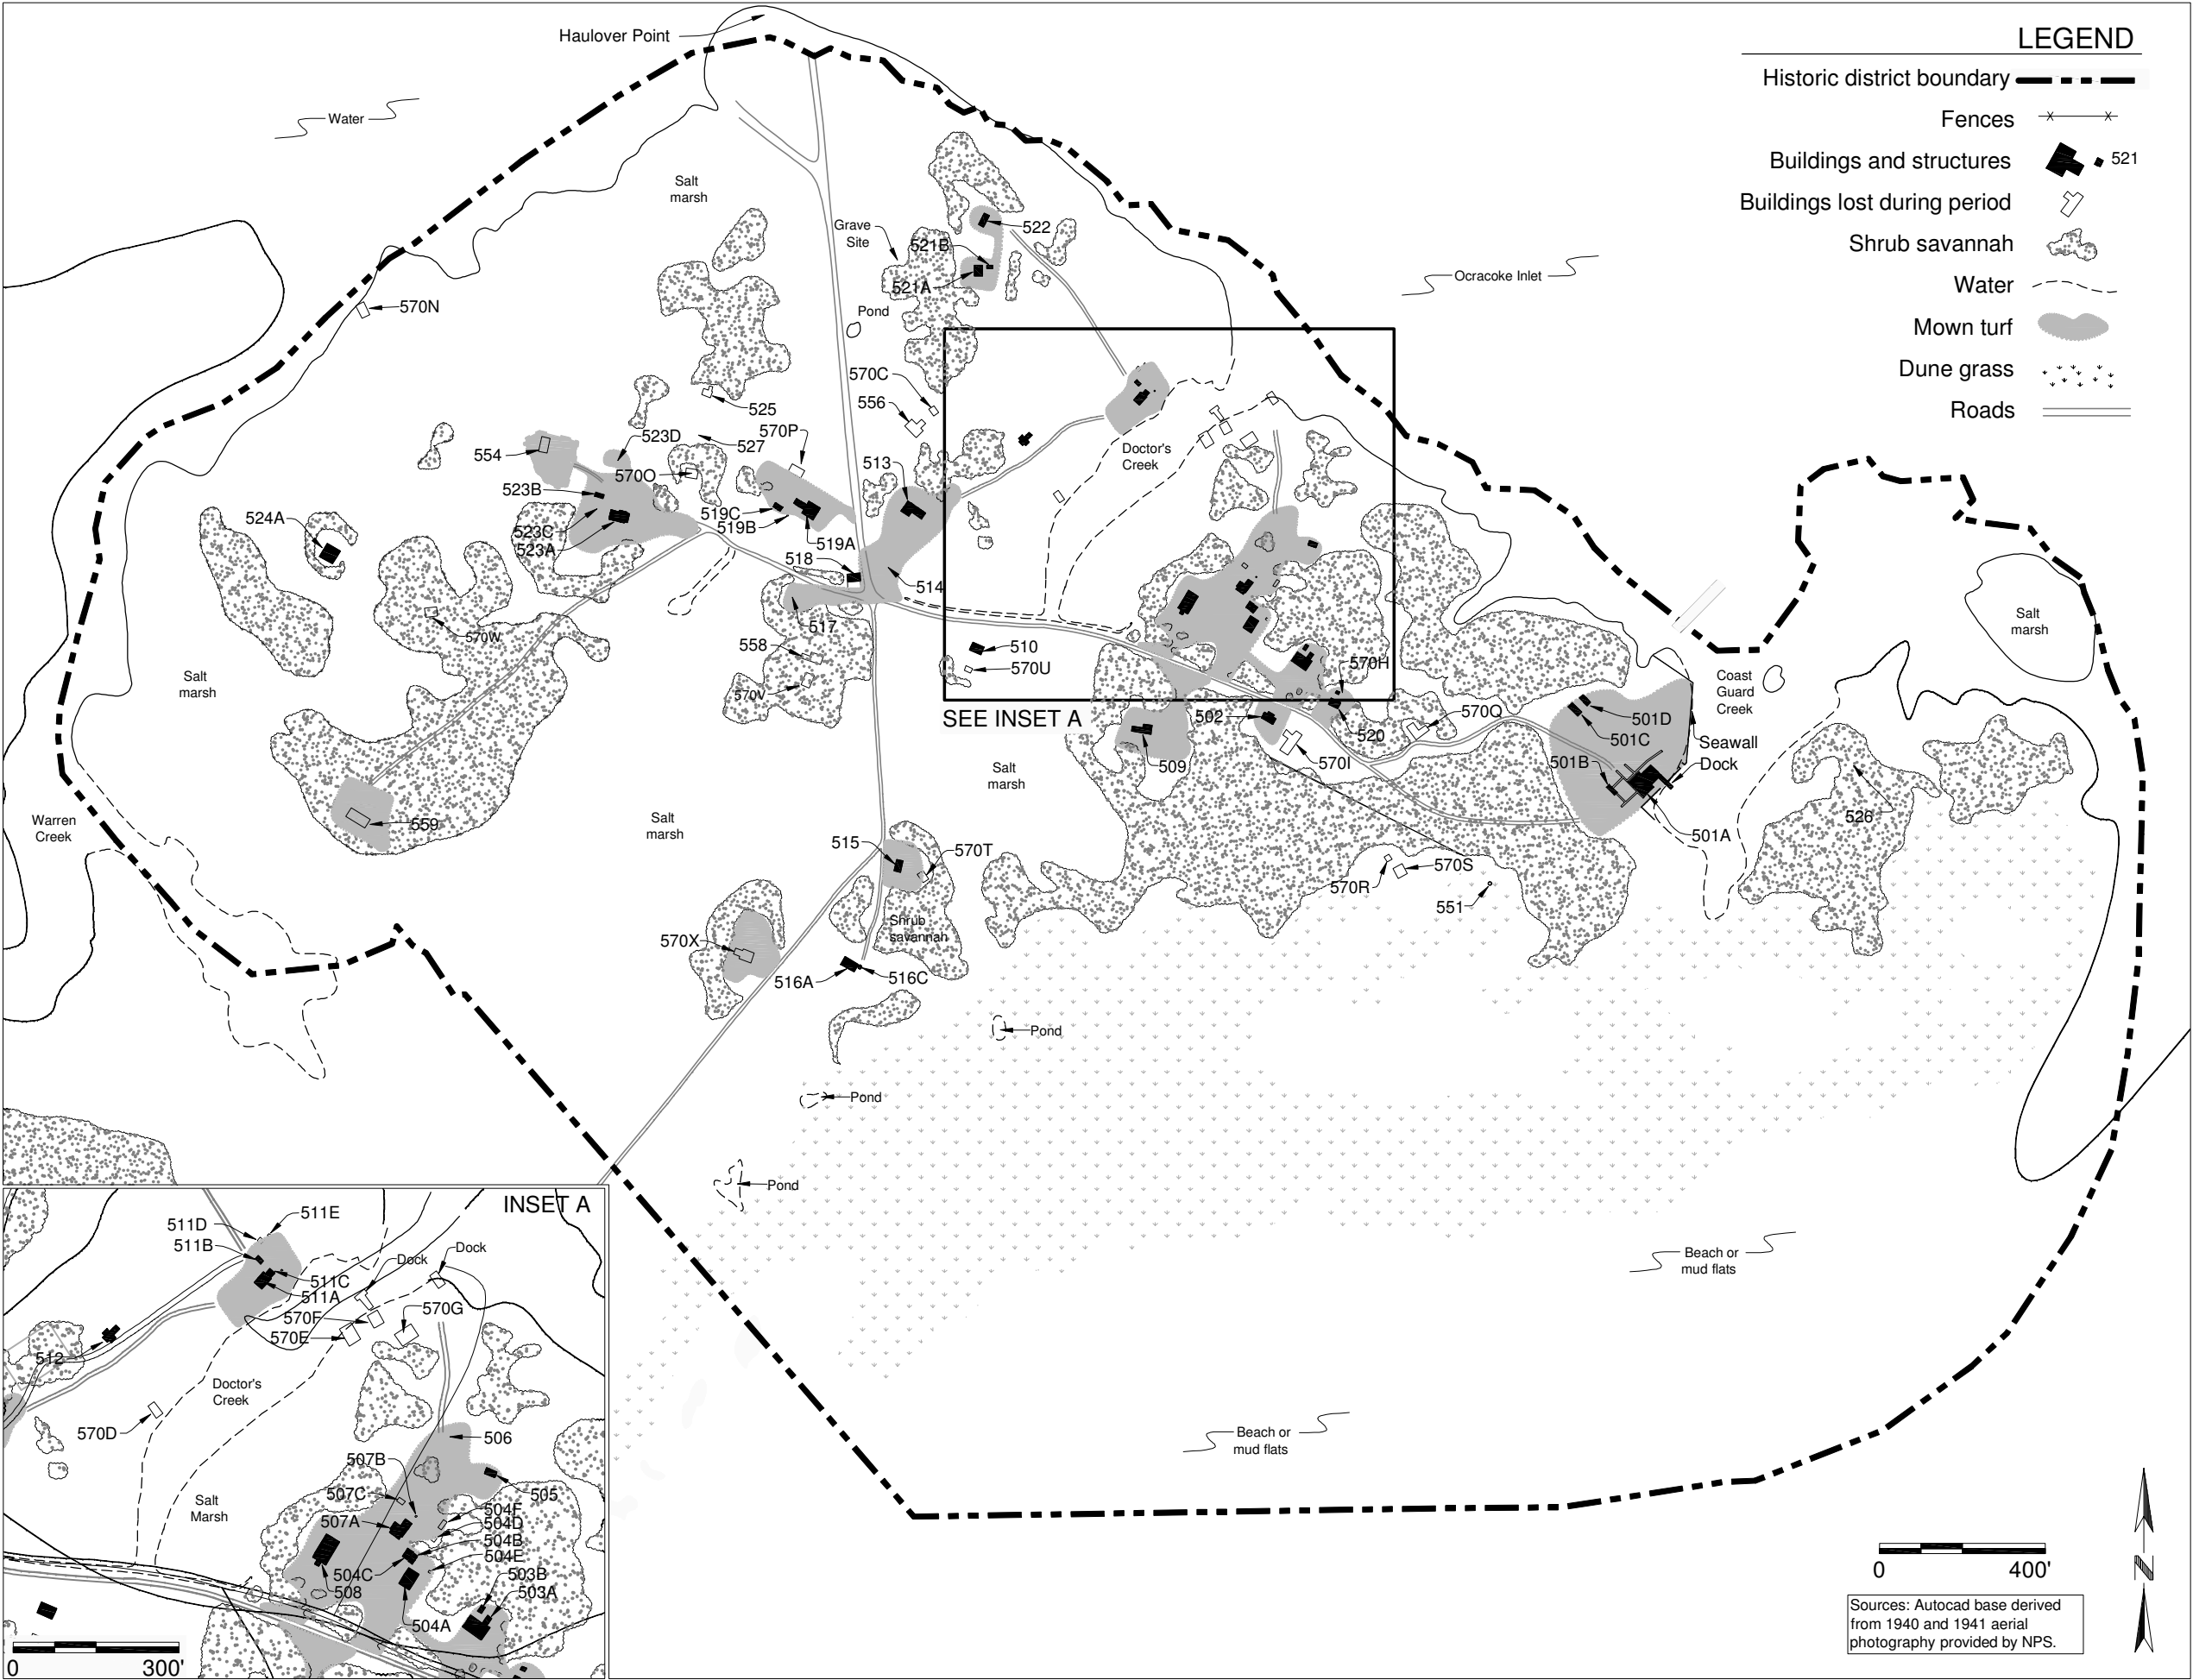 Haulover Point
LEGEND
Historic district boundary
Fences
Buildings and structures
521
Buildings lost during period
Shrub savannah
Water
Mown turf
Dune grass
Roads
Water
Salt
marsh
Grave
Site
522
521B
521A
Ocracoke Inlet
570N
Pond
570C
556
525
527
570P
523D
554
570O
513
523B
519C
519B
519A
524A
523C
523A
518
514
517
558
570V
570W
510
570U
Doctor's
Creek
Salt
marsh
SEE INSET A
570H
502
520
570Q
570I
509
Salt
marsh
501D
501C
501B
501A
Seawall
Dock
Coast
Guard
Creek
Salt
marsh
526
Warren
Creek
559
Salt
marsh
515
570T
Shrub
savannah
570X
516A
516C
570R
570S
551
Pond
Pond
Pond
Beach or
mud flats
Beach or
mud flats
INSET A
511D
511E
511B
511C
511A
Dock
Dock
570F
570E
570G
512
Doctor's
Creek
570D
506
507B
507C
505
504F
504D
507A
504B
504E
504C
508
503B
503A
504A
Salt
Marsh
0
300'
0
400'
N
Sources: Autocad base derived
from 1940 and 1941 aerial
photography provided by NPS.